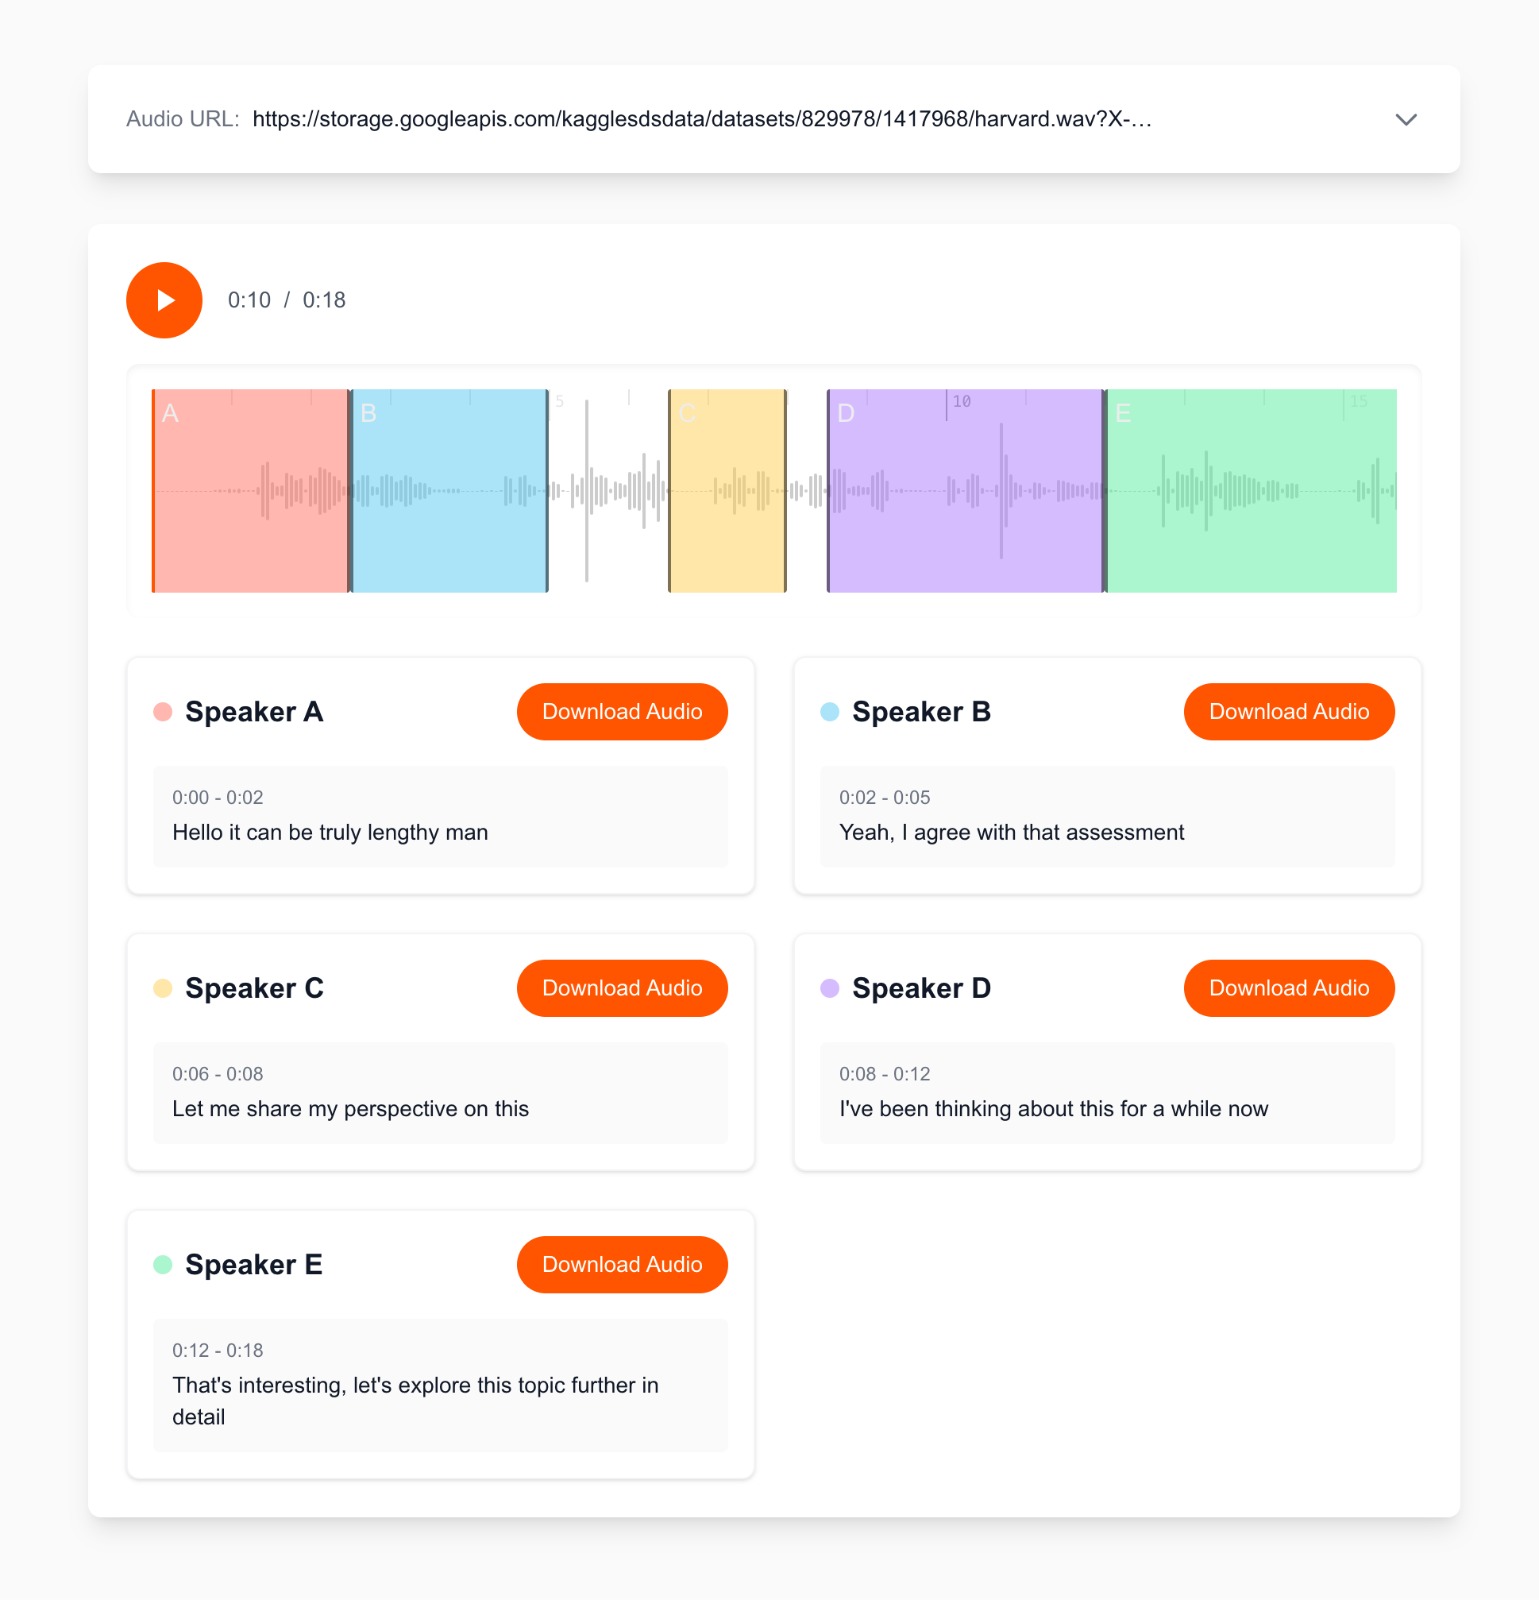 Audio URL: https://storage.googleapis.com/kagglesdsdata/datasets/829978/1417968/harvard.wav?X-...
0:10 / 0:18
A B 5 C D 10 E 15
Speaker A Download Audio
0:00 - 0:02
Hello it can be truly lengthy man
Speaker B Download Audio
0:02 - 0:05
Yeah, I agree with that assessment
Speaker C Download Audio
0:06 - 0:08
Let me share my perspective on this
Speaker D Download Audio
0:08 - 0:12
I've been thinking about this for a while now
Speaker E Download Audio
0:12 - 0:18
That's interesting, let's explore this topic further in
detail